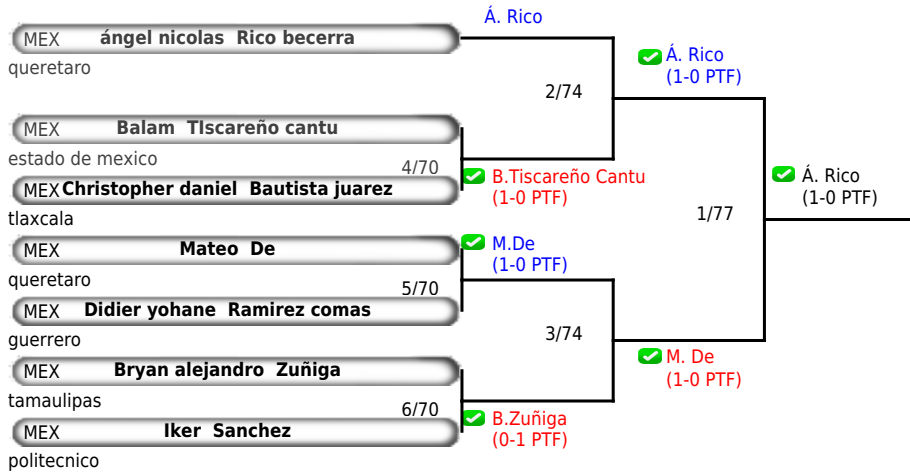 Á. Rico
MEX ángel nicolas Rico becerra
queretaro
Á. Rico
(1-0 PTF)
2/74
MEX Balam TIscareño cantu
estado de mexico
4/70
B.Tiscareño Cantu
(1-0 PTF)
MEX Christopher daniel Bautista juarez
tlaxcala
Á. Rico
(1-0 PTF)
1/77
MEX Mateo De
queretaro
M.De
(1-0 PTF)
5/70
MEX Didier yohane Ramirez comas
guerrero
3/74
M. De
(1-0 PTF)
MEX Bryan alejandro Zuñiga
tamaulipas
6/70
B.Zuñiga
(0-1 PTF)
MEX Iker Sanchez
politecnico